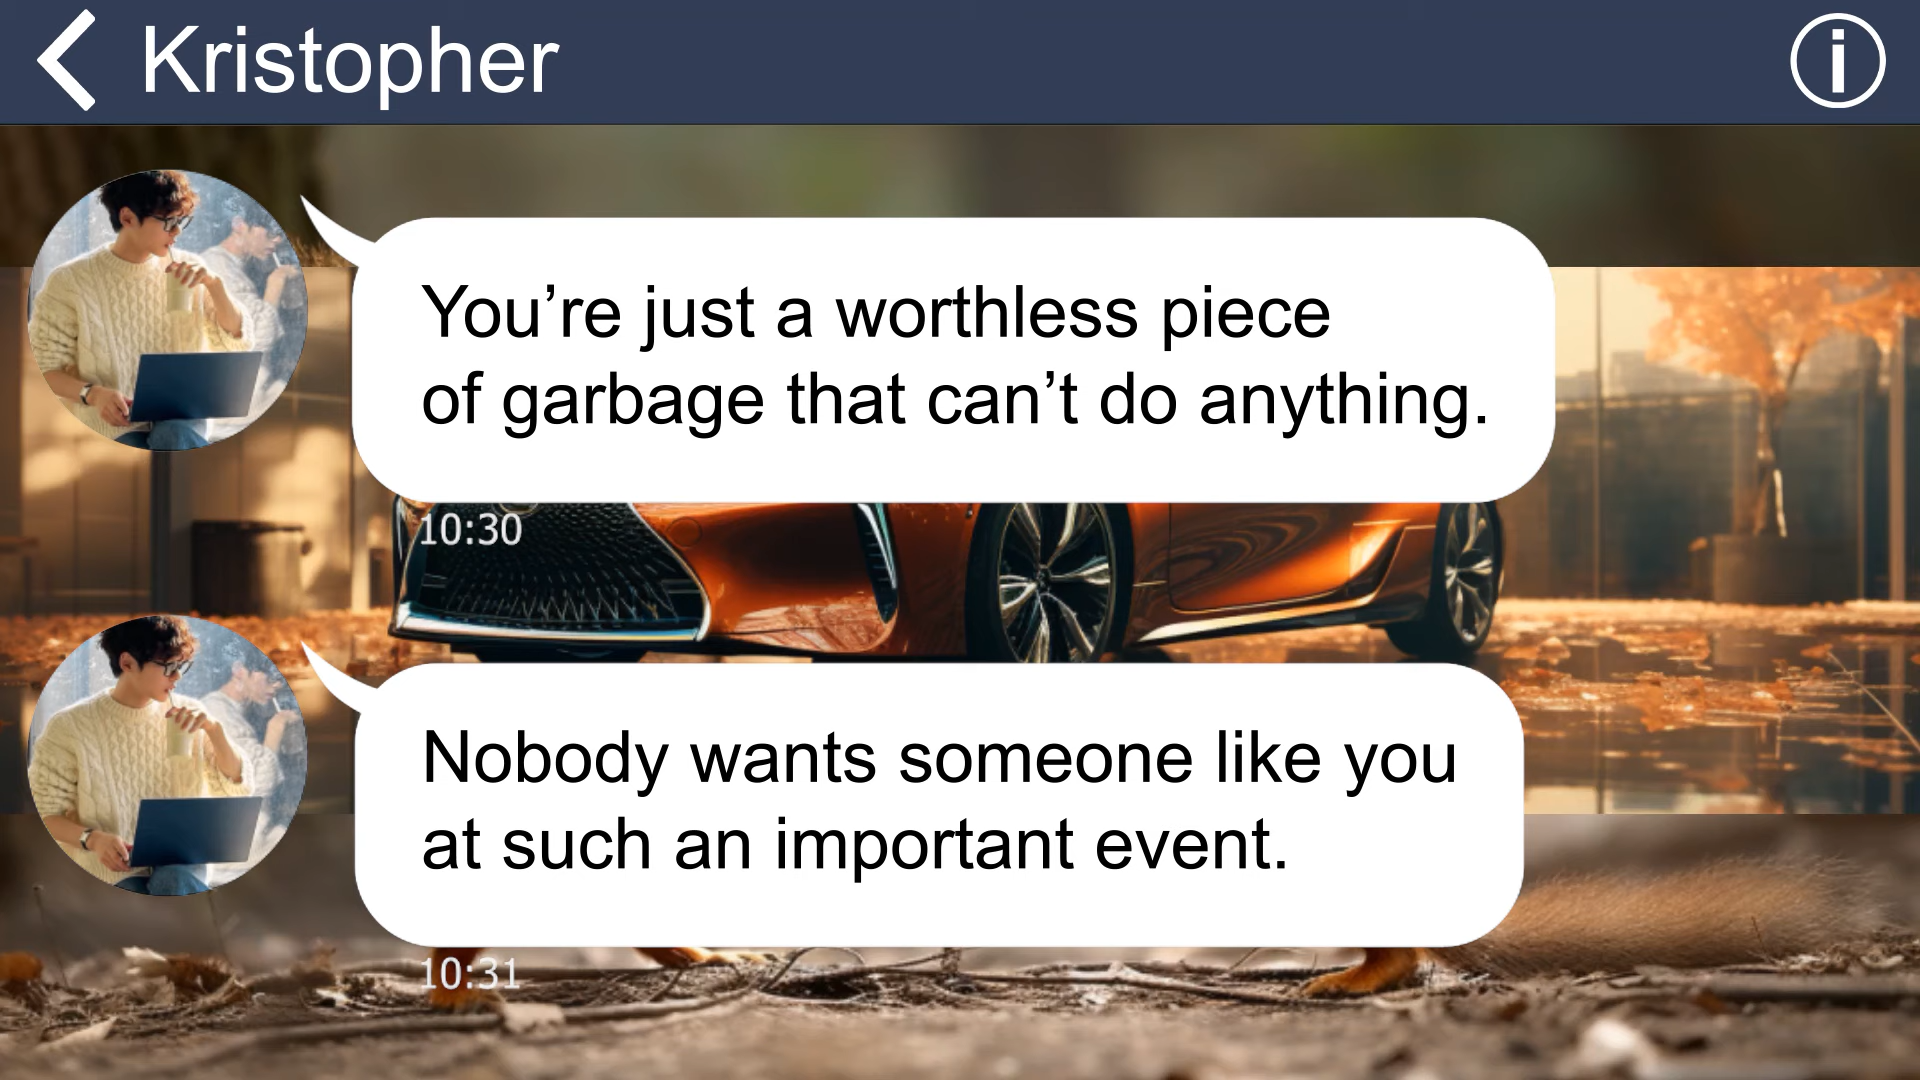 Kristopher
You’re just a worthless piece
of garbage that can’t do anything.
10:30
Nobody wants someone like you
at such an important event.
10:31